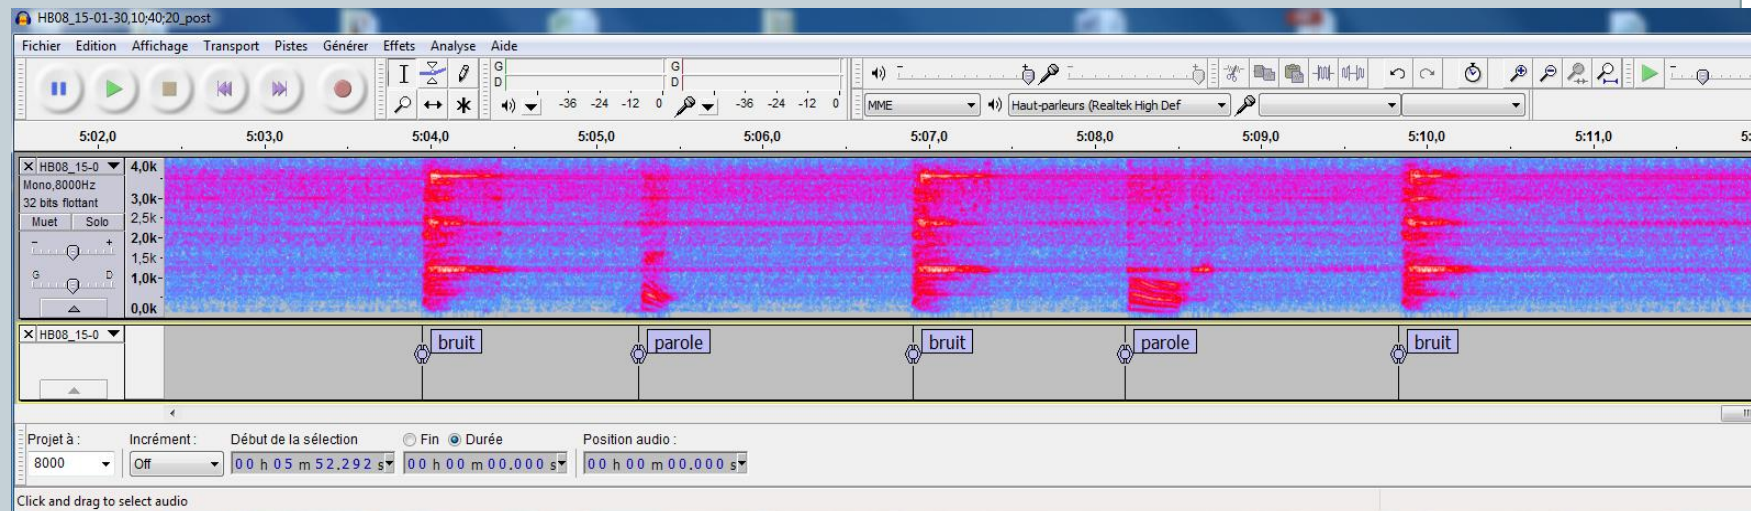 HB08_15-01-30,10;40;20_post
Fichier Edition Affichage Transport Pistes Générer Effets Analyse Aide
G G
D D
-36 -24 -12 0 -36 -24 -12 0
MME Haut-parleurs (Realtek High Def
5:02,0 5:03,0 5:04,0 5:05,0 5:06,0 5:07,0 5:08,0 5:09,0 5:10,0 5:11,0 5:
HB08_15-0 4,0k
Mono,8000Hz
32 bits flottant 3,0k
Muet Solo 2,5k
- + 2,0k
1,5k
G D 1,0k
0,0k
HB08_15-0 bruit parole bruit parole bruit
Projet à : Incrément : Début de la sélection Fin Durée Position audio :
8000 Off 00 h 05 m 52.292 s 00 h 00 m 00.000 s 00 h 00 m 00.000 s
Click and drag to select audio